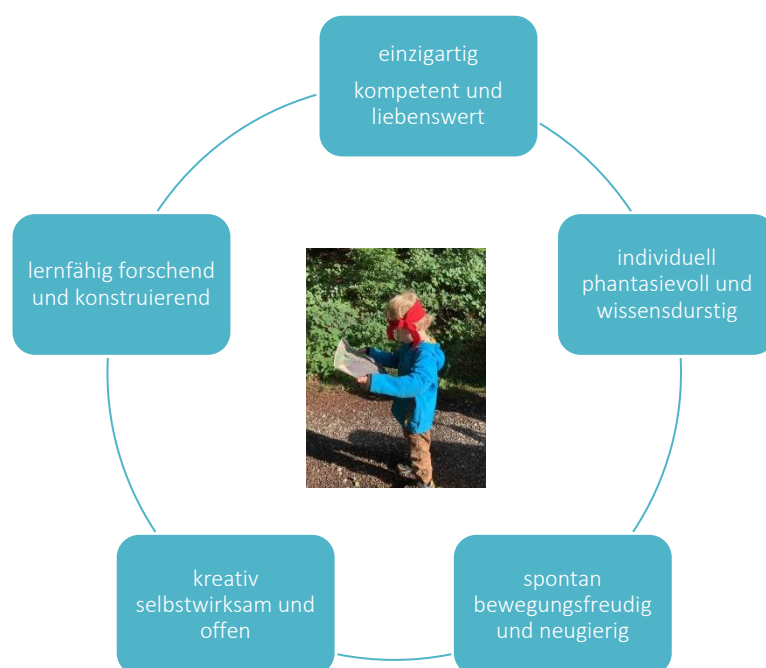 einzigartig
kompetent und
liebenswert
individuell
phantasievoll und
wissensdurstig
spontan
bewegungsfreudig
und neugierig
kreativ
selbstwirksam und
offen
lernfähig forschend
und konstruierend